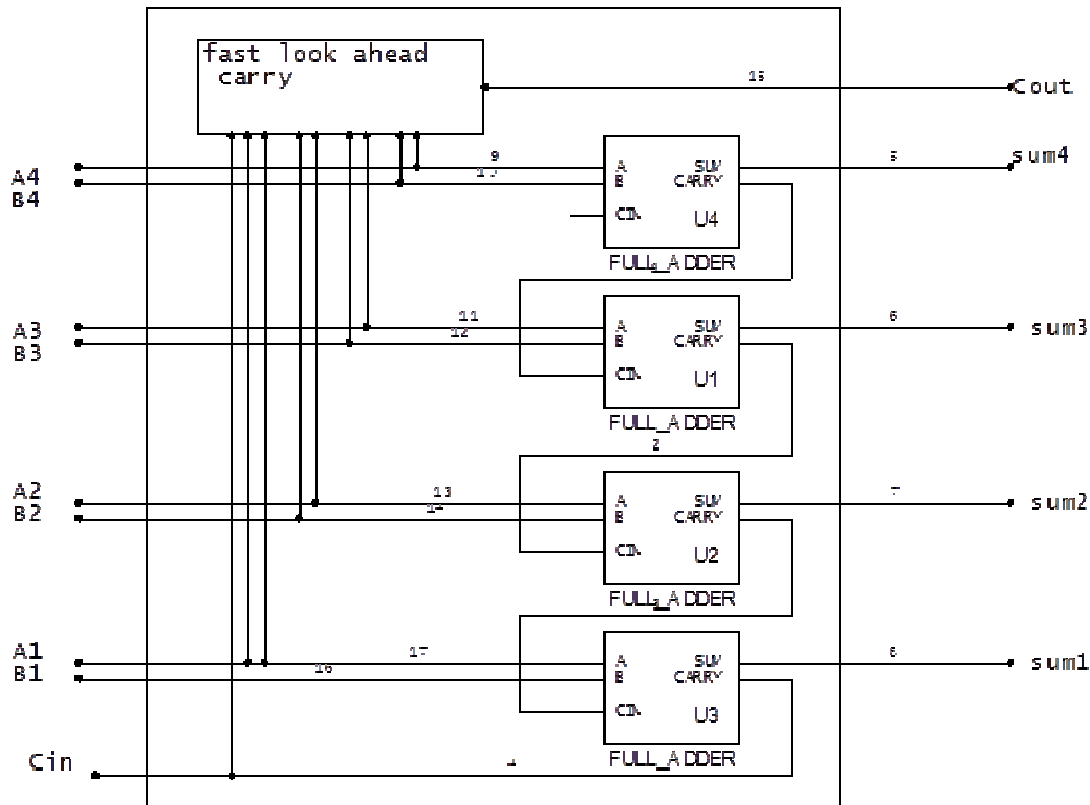 fast look ahead
carry
15
Cout
A4
B4
9
A
B
CIN
SUM
CARRY
U4
FULL_ADDER
sum4
A3
B3
11
12
A
B
CIN
SUM
CARRY
U1
FULL_ADDER
6
sum3
2
A2
B2
13
14
A
B
CIN
SUM
CARRY
U2
FULL_ADDER
7
sum2
A1
B1
17
16
A
B
CIN
SUM
CARRY
U3
FULL_ADDER
sum1
Cin